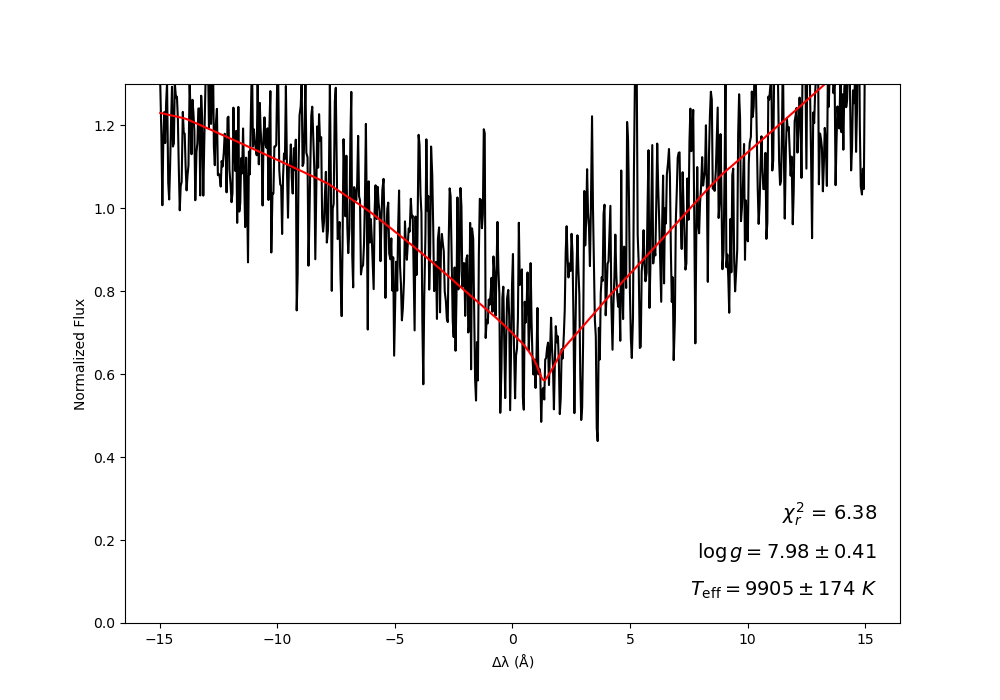 1.2
1.0
0.8
0.6
0.4
0.2
0.0
Normalized Flux
χ²ᵣ = 6.38
log g = 7.98 ± 0.41
T_eff = 9905 ± 174 K
−15 −10 −5 0 5 10 15
Δλ (Å)